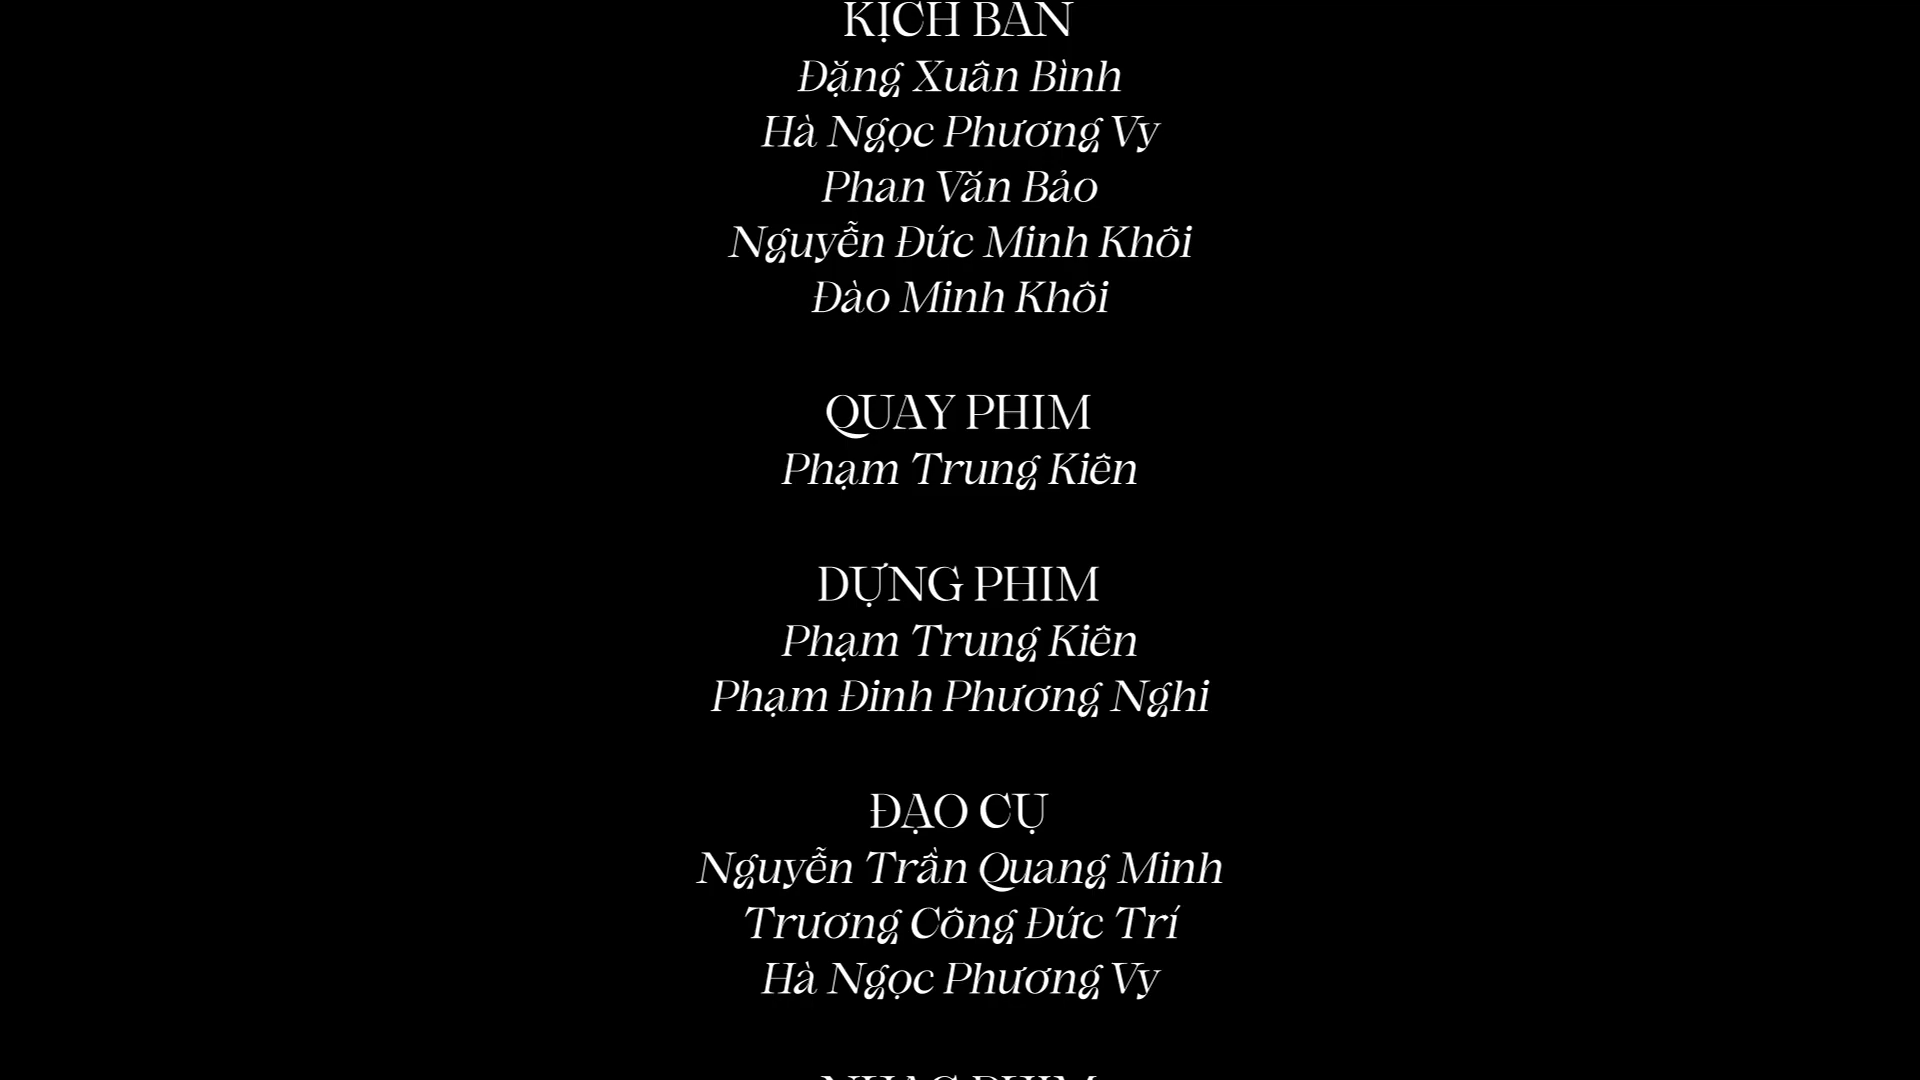 KỊCH BẢN
Đặng Xuân Bình
Hà Ngọc Phương Vy
Phan Văn Bảo
Nguyễn Đức Minh Khôi
Đào Minh Khôi
QUAY PHIM
Phạm Trung Kiên
DỰNG PHIM
Phạm Trung Kiên
Phạm Đinh Phương Nghi
ĐẠO CỤ
Nguyễn Trần Quang Minh
Trương Công Đức Trí
Hà Ngọc Phương Vy